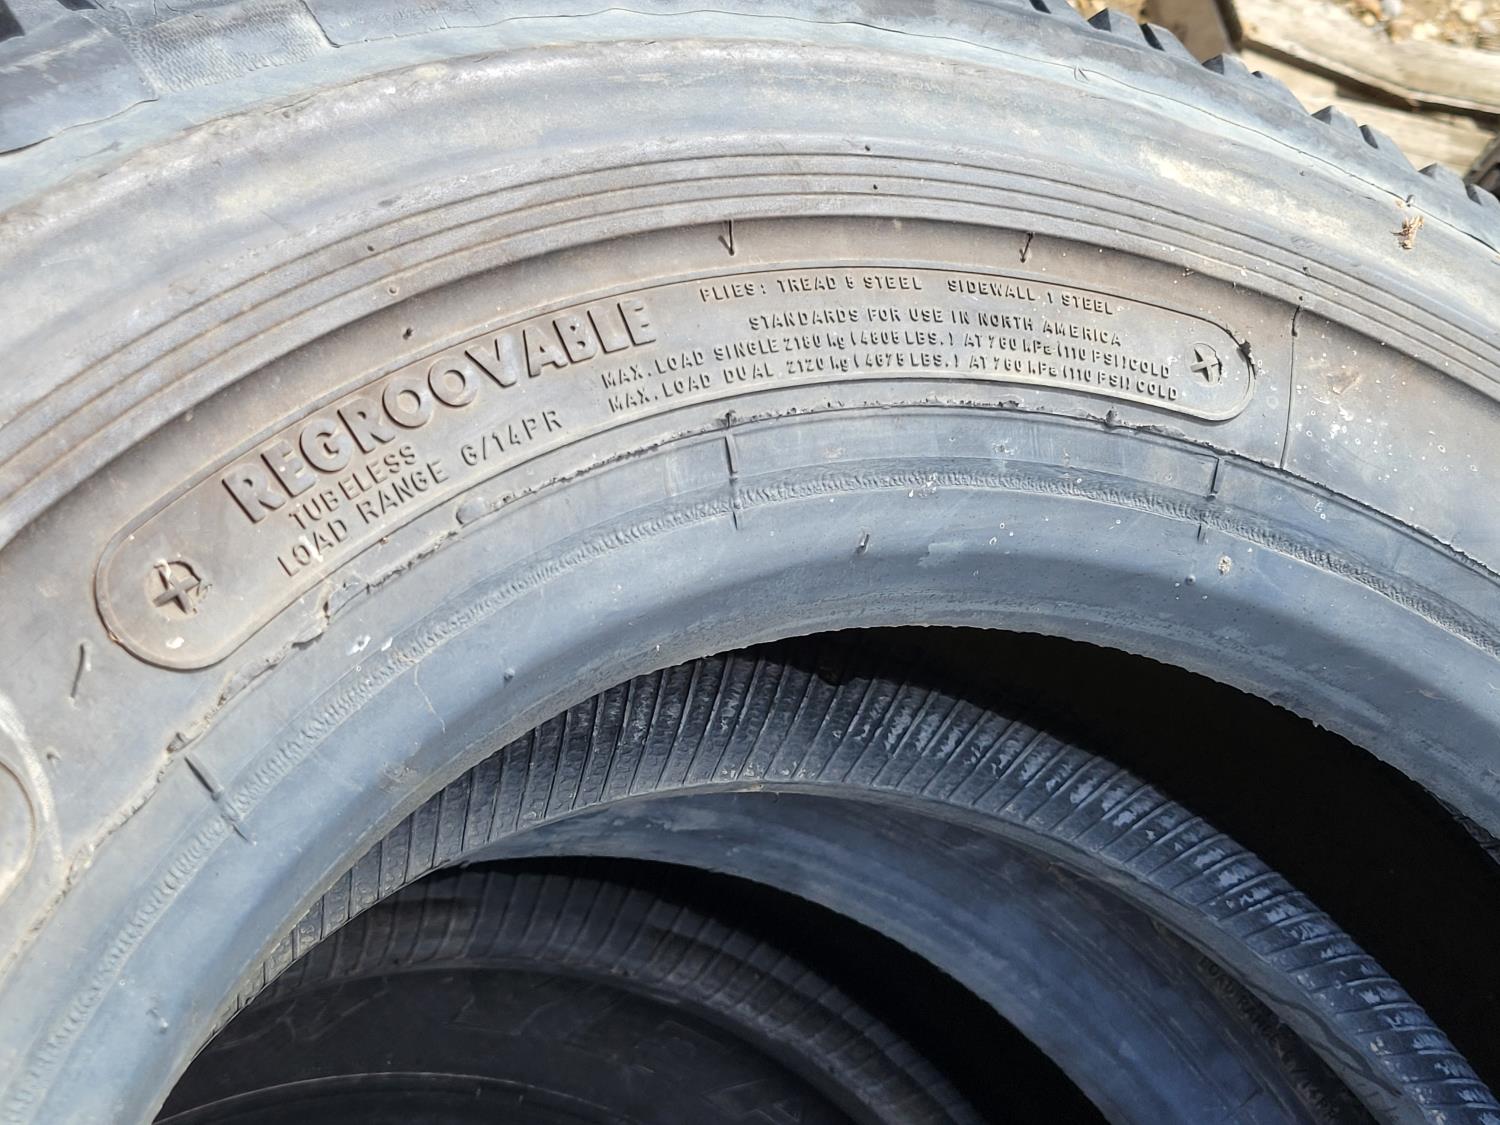 REGROOVABLE
TUBELESS
LOAD RANGE G/14PR
PLIES: TREAD 5 STEEL SIDEWALL 1 STEEL
STANDARDS FOR USE IN NORTH AMERICA
MAX. LOAD SINGLE 2180 kg (4805 LBS.) AT 760 kPa (110 PSI) COLD
MAX. LOAD DUAL 2120 kg (4675 LBS.) AT 760 kPa (110 PSI) COLD
LOAD RANGE